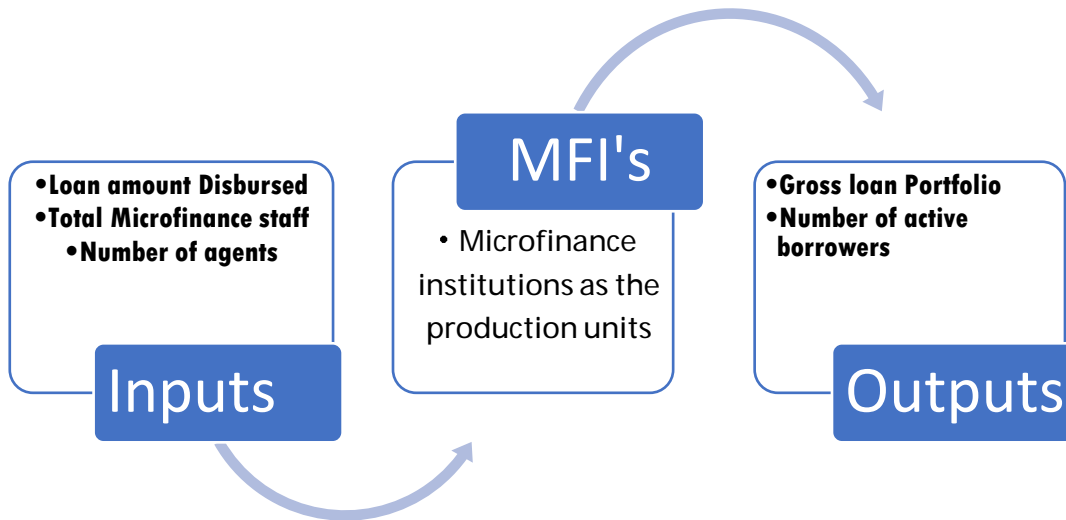 •Loan amount Disbursed
•Total Microfinance staff
•Number of agents
Inputs
MFI's
• Microfinance
institutions as the
production units
•Gross loan Portfolio
•Number of active
borrowers
Outputs